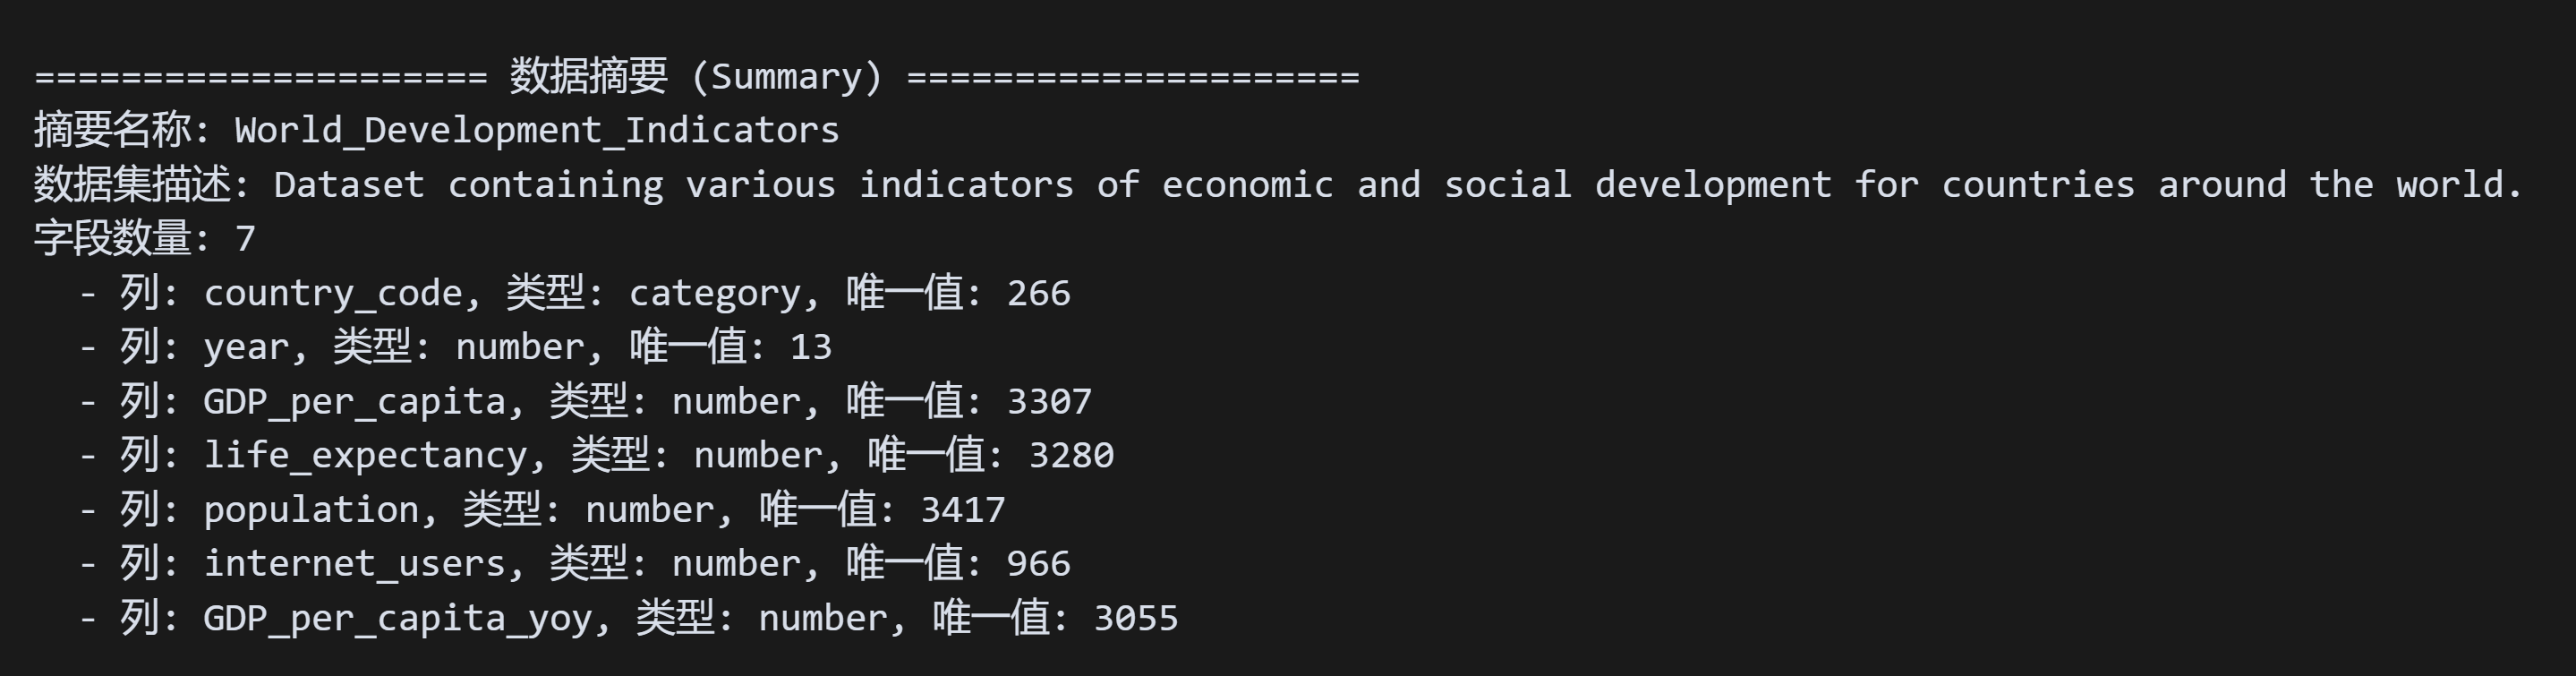 ===================== 数据摘要 (Summary) =====================
摘要名称: World_Development_Indicators
数据集描述: Dataset containing various indicators of economic and social development for countries around the world.
字段数量: 7
  - 列: country_code, 类型: category, 唯一值: 266
  - 列: year, 类型: number, 唯一值: 13
  - 列: GDP_per_capita, 类型: number, 唯一值: 3307
  - 列: life_expectancy, 类型: number, 唯一值: 3280
  - 列: population, 类型: number, 唯一值: 3417
  - 列: internet_users, 类型: number, 唯一值: 966
  - 列: GDP_per_capita_yoy, 类型: number, 唯一值: 3055